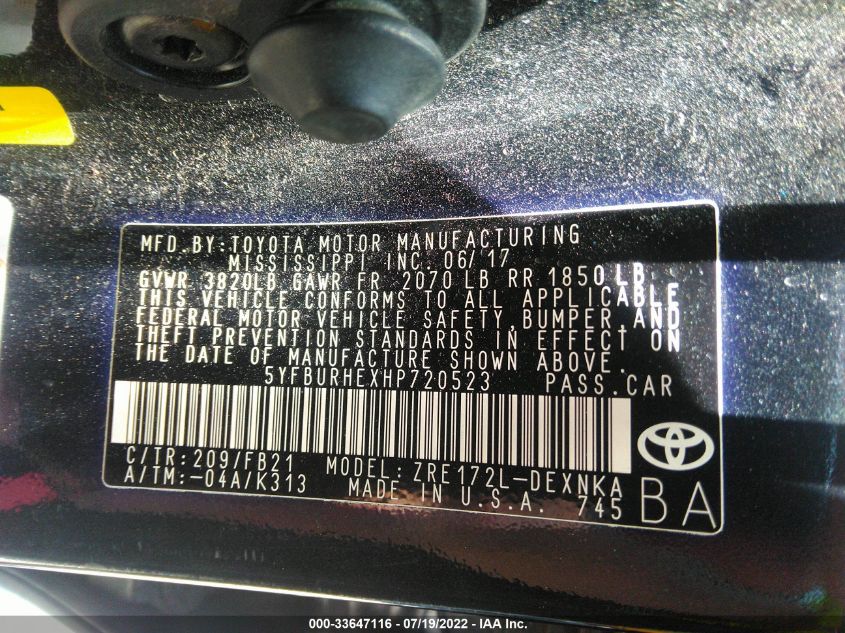 MFD.BY:TOYOTA MOTOR MANUFACTURING
MISSISSIPPI INC. 06/17
GVWR 3820LB GAWR FR 2070 LB RR 1850LB
THIS VEHICLE CONFORMS TO ALL APPLICABLE
FEDERAL MOTOR VEHICLE SAFETY,BUMPER,AND
THEFT PREVENTION STANDARDS IN EFFECT ON
THE DATE OF MANUFACTURE SHOWN ABOVE.
5YFBURHEXHP720523 PASS.CAR
C/TR:209/FB21 MODEL:ZRE172L-DEXNKA
A/TM:-04A/K313 MADE IN U.S.A. 745
BA
000-33647116 - 07/19/2022 - IAA Inc.